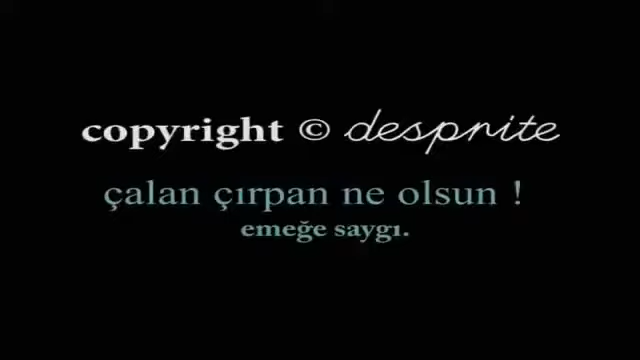 copyright © desprite
çalan çırpan ne olsun !
emeğe saygı.